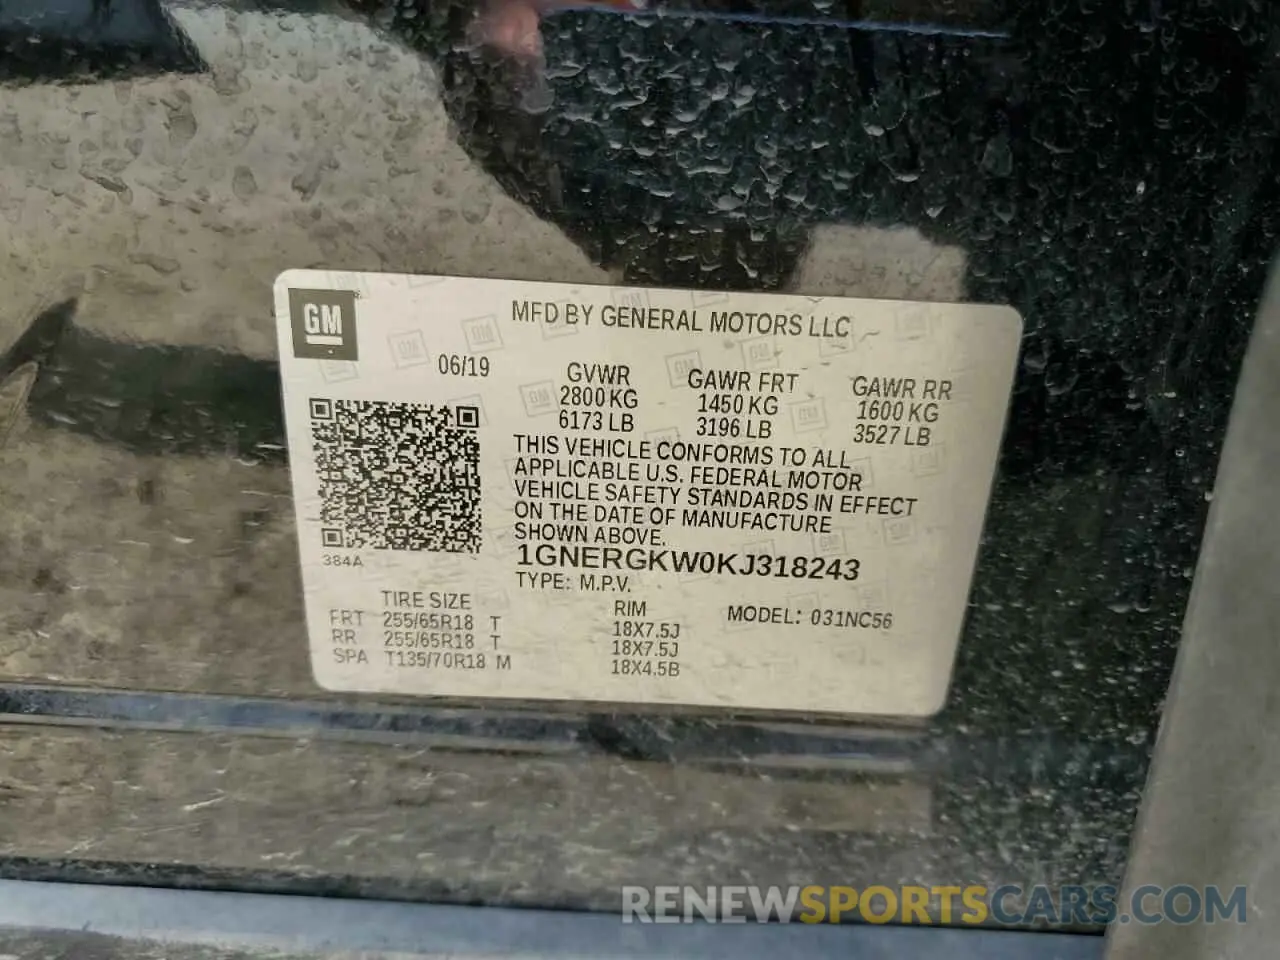 GM
MFD BY GENERAL MOTORS LLC
06/19
GVWR GAWR FRT GAWR RR
2800 KG 1450 KG 1600 KG
6173 LB 3196 LB 3527 LB
THIS VEHICLE CONFORMS TO ALL
APPLICABLE U.S. FEDERAL MOTOR
VEHICLE SAFETY STANDARDS IN EFFECT
ON THE DATE OF MANUFACTURE
SHOWN ABOVE.
384A
1GNERGKW0KJ318243
TYPE: M.P.V.
TIRE SIZE RIM MODEL: 031NC56
FRT 255/65R18 T 18X7.5J
RR 255/65R18 T 18X7.5J
SPA T135/70R18 M 18X4.5B
RENEWSPORTSCARS.COM